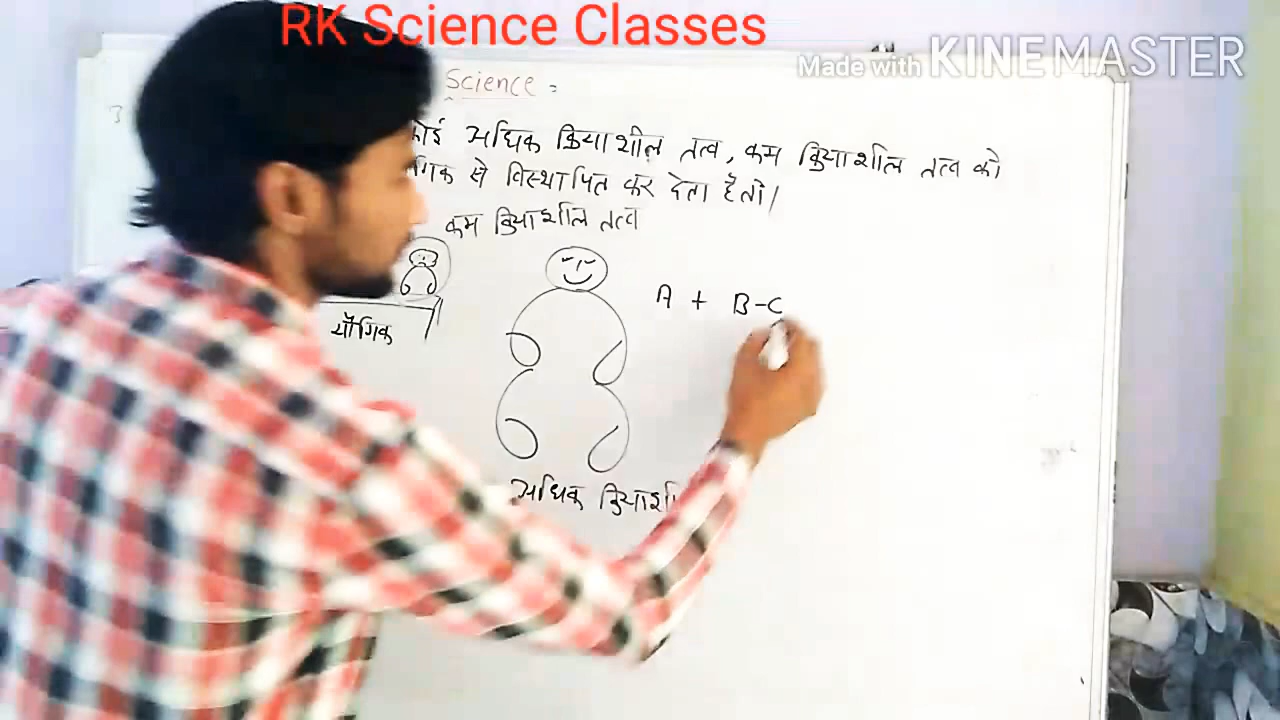 RK Science Classes
Made with KINEMASTER
Science =
कोई अधिक क्रियाशील तत्व, कम क्रियाशील तत्व को
गिक से विस्थापित कर देता है तो।
कम क्रियाशील तत्व
A + B-C
यौगिक
अधिक क्रियाशी